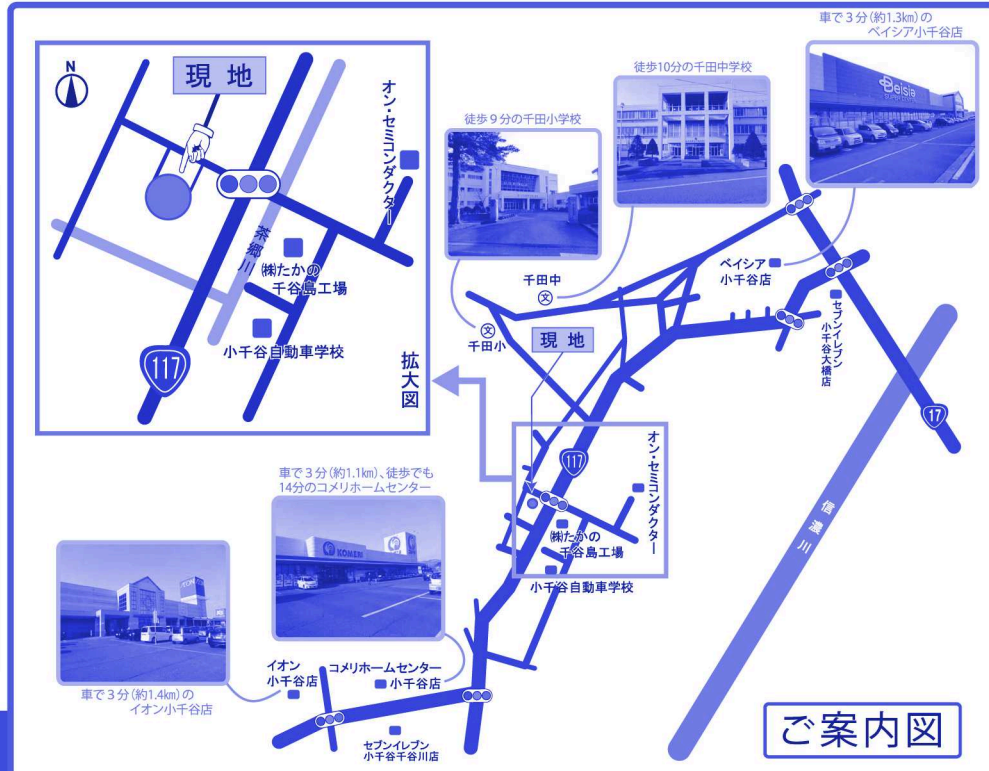 車で3分(約1.3㎞)の
ベイシア小千谷店
徒歩10分の千田中学校
徒歩9分の千田小学校
Beisia
N
現 地
オン・セミコンダクター
茶郷川
㈱たかの
千谷島工場
小千谷自動車学校
117
拡大図
千田中
文
文
千田小
現 地
ベイシア
小千谷店
セブンイレブン
小千谷大橋店
17
信濃川
117
オン・セミコンダクター
㈱たかの
千谷島工場
小千谷自動車学校
車で3分(約1.1㎞)、徒歩でも
14分のコメリホームセンター
KOMERI
車で3分(約1.4㎞)の
イオン小千谷店
イオン
小千谷店
コメリホームセンター
小千谷店
セブンイレブン
小千谷千谷川店
ご案内図